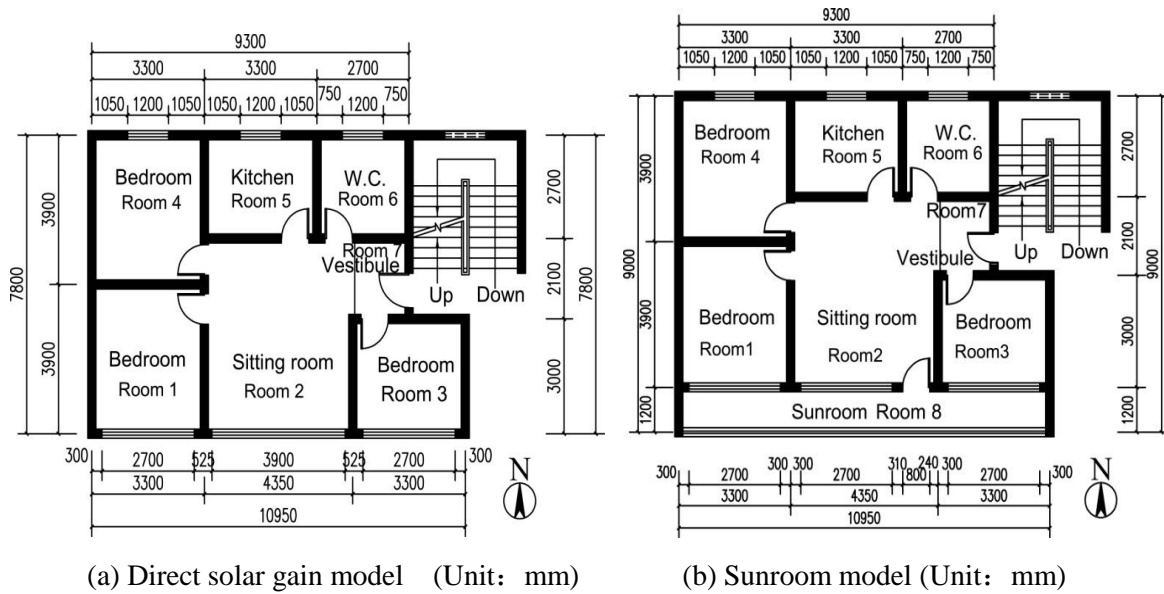 9300
3300 3300 2700
1050 1200 1050 1050 1200 1050 750 1200 750
Bedroom
Room 4
Kitchen
Room 5
W.C.
Room 6
N
Room 7
Vestibule
Up Down
Bedroom
Room 1
Sitting room
Room 2
Bedroom
Room 3
7800
3900
3900
2700
2100
3000
7800
300 2700 525 3900 525 2700 300
3300 4350 3300
10950
N
(a) Direct solar gain model (Unit：mm)
9300
3300 3300 2700
1050 1200 1050 1050 1200 1050 750 1200 750
Bedroom
Room 4
Kitchen
Room 5
W.C.
Room 6
N
Room7
Vestibule
Up Down
Bedroom
Room1
Sitting room
Room2
Bedroom
Room3
Sunroom Room 8
9000
3900
3900
1200
2700
2100
3000
1200
9000
300 2700 300 300 2700 310 800 240 300 2700 300
3300 4350 3300
10950
N
(b) Sunroom model (Unit：mm)